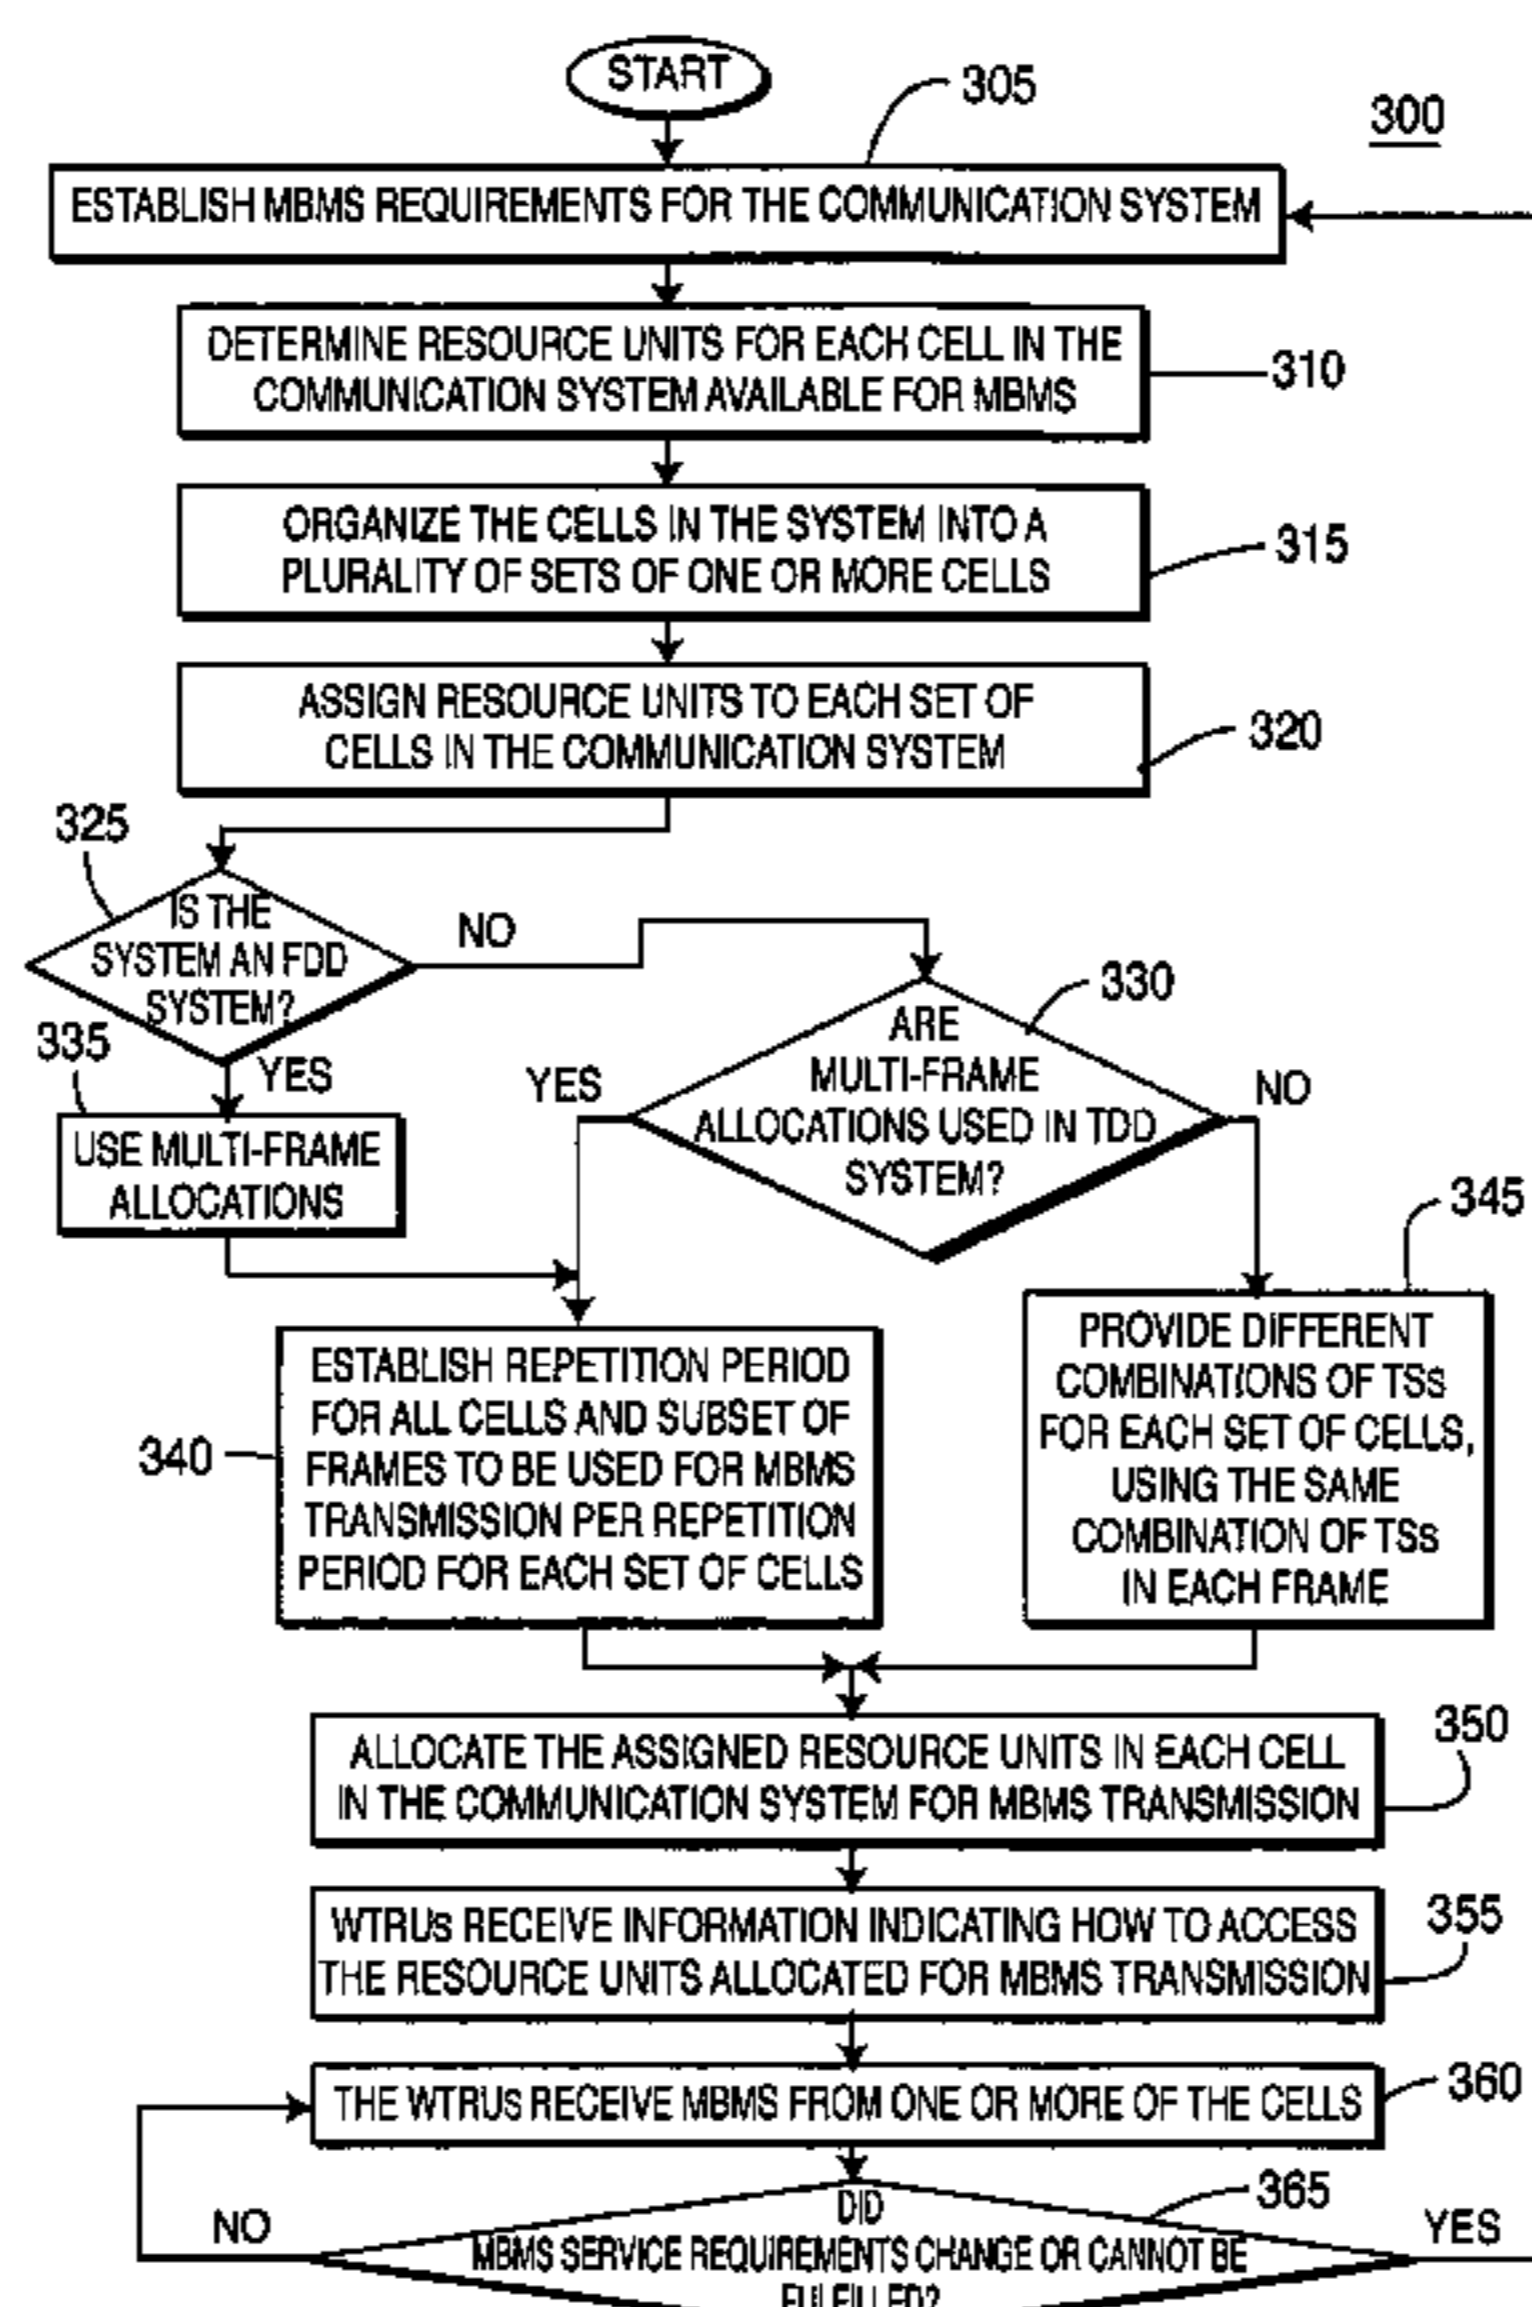 START
305
300
ESTABLISH MBMS REQUIREMENTS FOR THE COMMUNICATION SYSTEM
DETERMINE RESOURCE UNITS FOR EACH CELL IN THE
COMMUNICATION SYSTEM AVAILABLE FOR MBMS
310
ORGANIZE THE CELLS IN THE SYSTEM INTO A
PLURALITY OF SETS OF ONE OR MORE CELLS
315
ASSIGN RESOURCE UNITS TO EACH SET OF
CELLS IN THE COMMUNICATION SYSTEM
320
325
IS THE
SYSTEM AN FDD
SYSTEM?
NO
YES
330
ARE
MULTI-FRAME
ALLOCATIONS USED IN TDD
SYSTEM?
YES
NO
335
USE MULTI-FRAME
ALLOCATIONS
340
ESTABLISH REPETITION PERIOD
FOR ALL CELLS AND SUBSET OF
FRAMES TO BE USED FOR MBMS
TRANSMISSION PER REPETITION
PERIOD FOR EACH SET OF CELLS
345
PROVIDE DIFFERENT
COMBINATIONS OF TSs
FOR EACH SET OF CELLS,
USING THE SAME
COMBINATION OF TSs
IN EACH FRAME
350
ALLOCATE THE ASSIGNED RESOURCE UNITS IN EACH CELL
IN THE COMMUNICATION SYSTEM FOR MBMS TRANSMISSION
355
WTRUs RECEIVE INFORMATION INDICATING HOW TO ACCESS
THE RESOURCE UNITS ALLOCATED FOR MBMS TRANSMISSION
360
THE WTRUs RECEIVE MBMS FROM ONE OR MORE OF THE CELLS
365
DID
MBMS SERVICE REQUIREMENTS CHANGE OR CANNOT BE
FULFILLED?
NO
YES